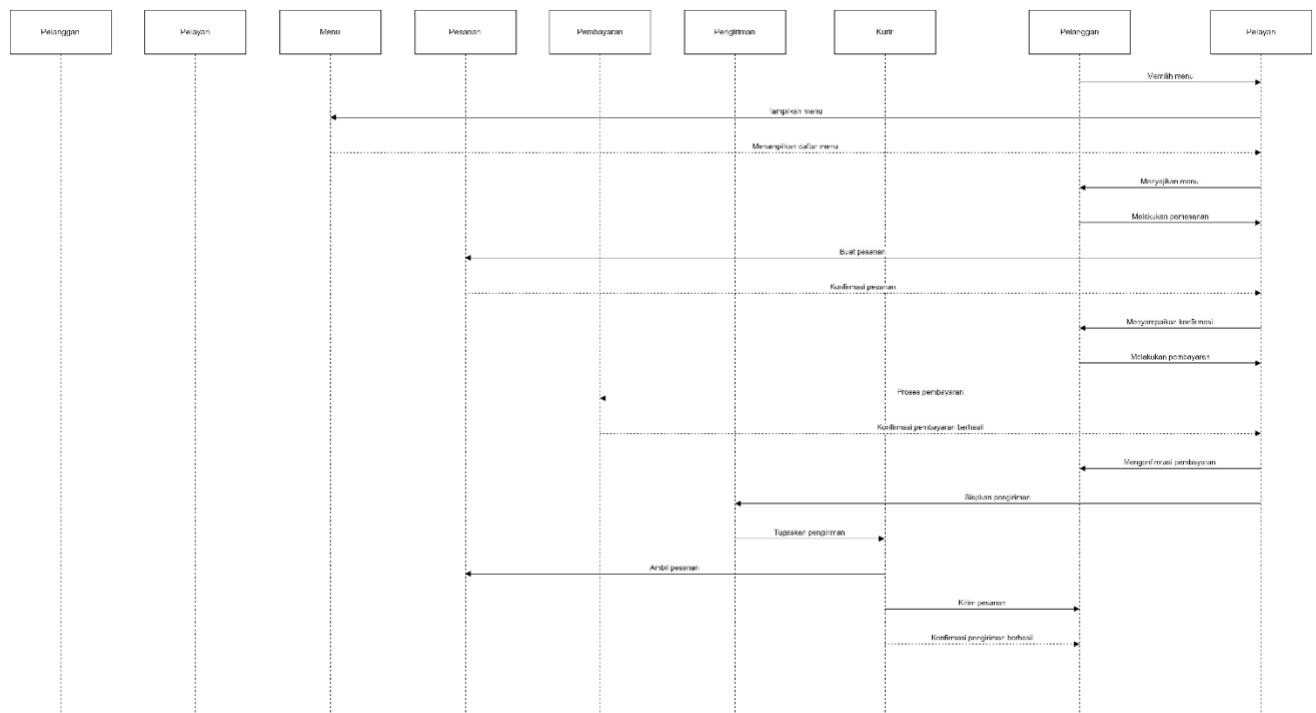 Pelanggan
Pelayan
Menu
Pesanan
Pembayaran
Pengiriman
Kurir
Pelanggan
Pelayan
Memilih menu
Tampilkan menu
Menampilkan daftar menu
Menyajikan menu
Melakukan pemesanan
Buat pesanan
Konfirmasi pesanan
Menyampaikan konfirmasi
Melakukan pembayaran
Proses pembayaran
Konfirmasi pembayaran berhasil
Mengonfirmasi pembayaran
Siapkan pengiriman
Tugaskan pengiriman
Ambil pesanan
Kirim pesanan
Konfirmasi pengiriman berhasil